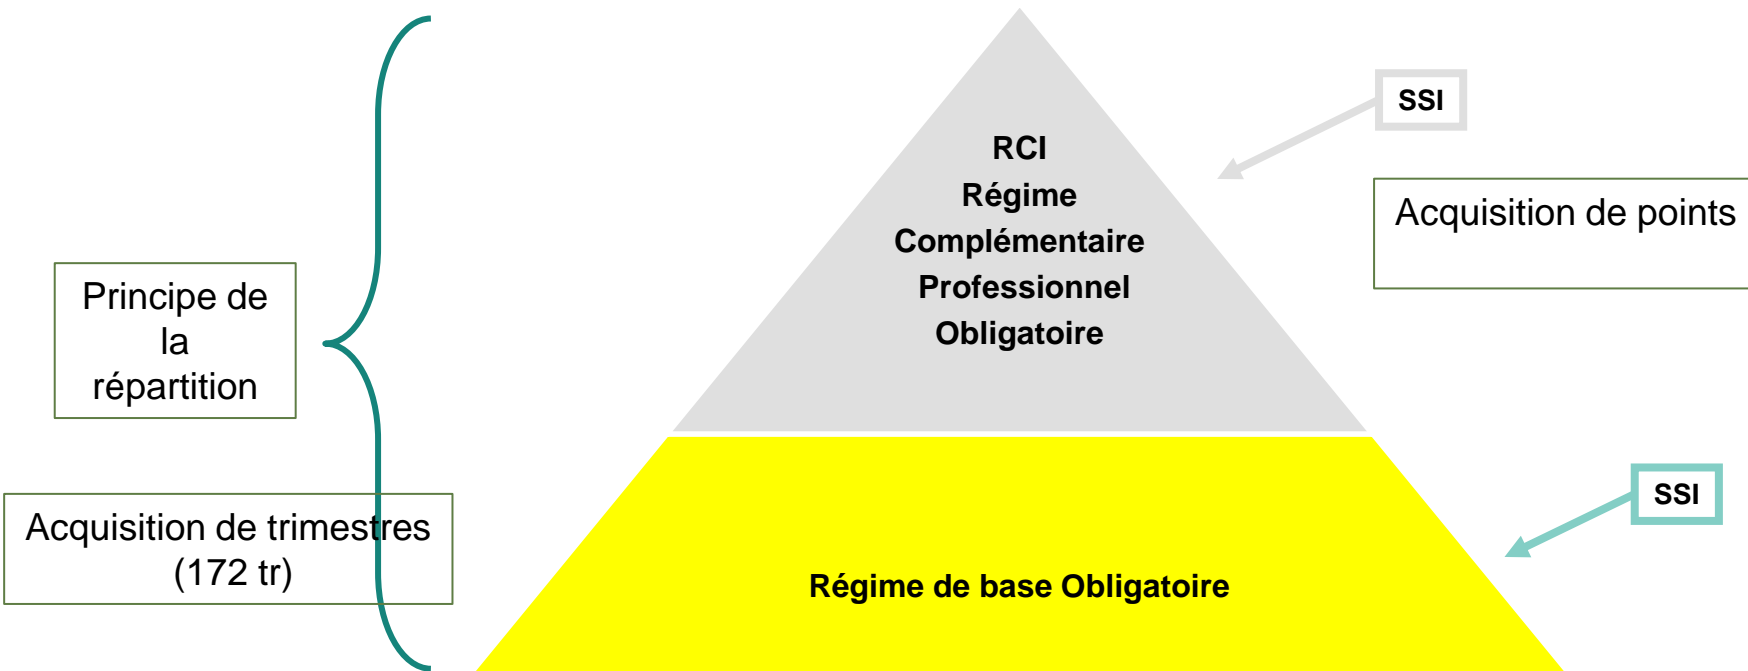 SSI
RCI
Régime
Complémentaire
Professionnel
Obligatoire
Acquisition de points
Principe de
la
répartition
Acquisition de trimestres
(172 tr)
SSI
Régime de base Obligatoire